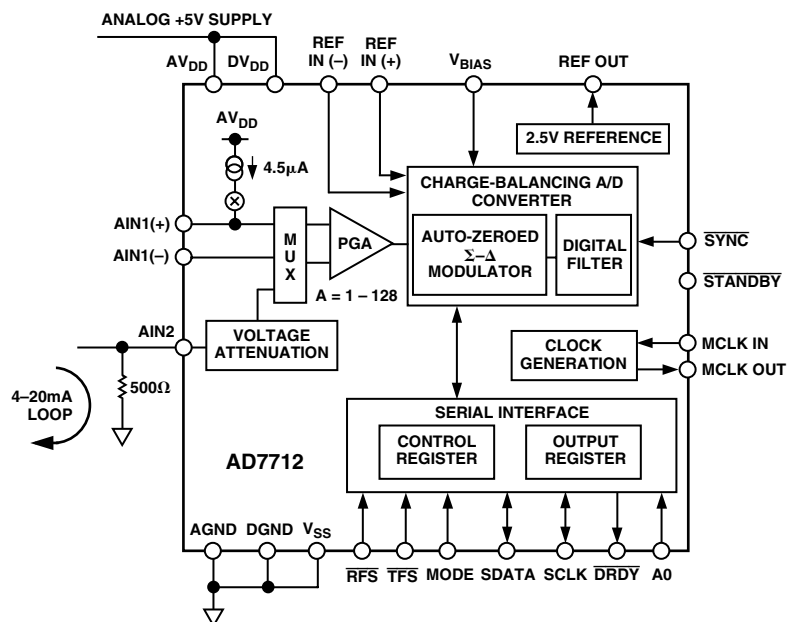 ANALOG +5V SUPPLY
AVDD
DVDD
REF
IN (–)
REF
IN (+)
VBIAS
REF OUT
AVDD
4.5µA
2.5V REFERENCE
CHARGE-BALANCING A/D
CONVERTER
AUTO-ZEROED
Σ–Δ
MODULATOR
DIGITAL
FILTER
AIN1(+)
AIN1(–)
M
U
X
PGA
A = 1 – 128
SYNC
STANDBY
AIN2
VOLTAGE
ATTENUATION
CLOCK
GENERATION
MCLK IN
MCLK OUT
4–20mA
LOOP
500Ω
SERIAL INTERFACE
CONTROL
REGISTER
OUTPUT
REGISTER
AD7712
AGND
DGND
VSS
RFS
TFS
MODE
SDATA
SCLK
DRDY
A0